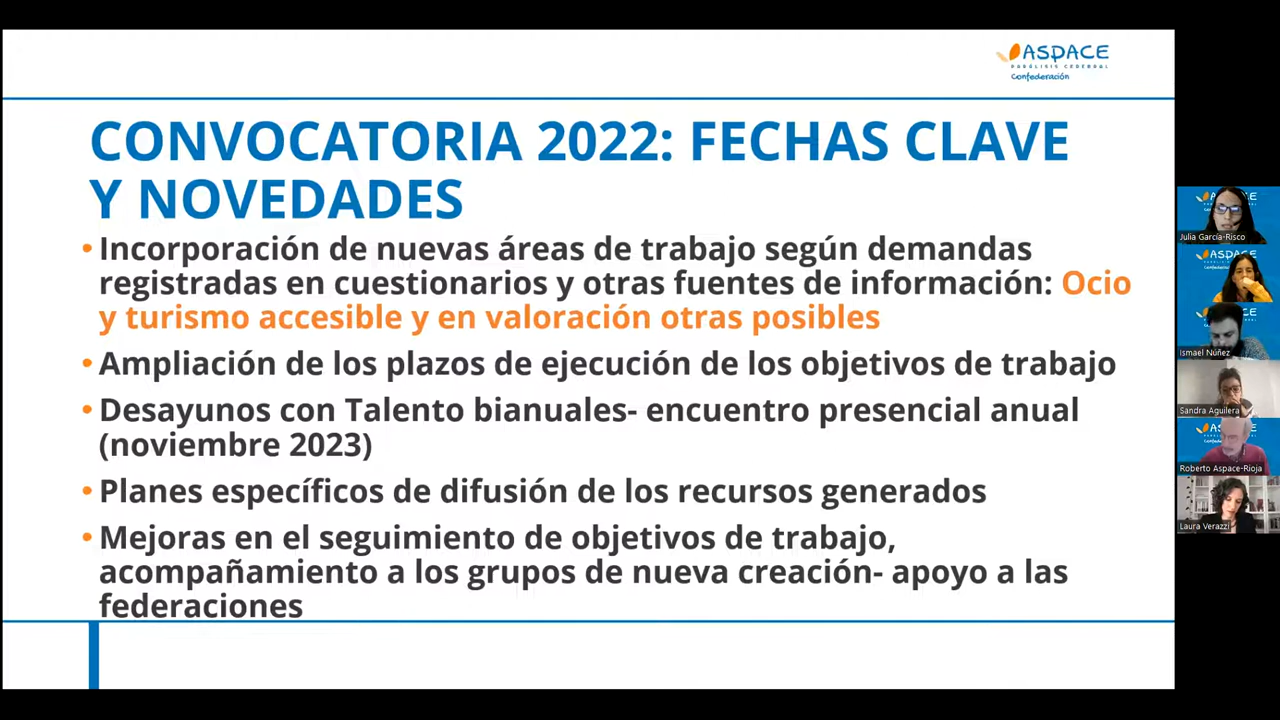 ASPACE
PARÁLISIS CEREBRAL
Confederación
CONVOCATORIA 2022: FECHAS CLAVE
Y NOVEDADES
• Incorporación de nuevas áreas de trabajo según demandas
registradas en cuestionarios y otras fuentes de información: Ocio
y turismo accesible y en valoración otras posibles
• Ampliación de los plazos de ejecución de los objetivos de trabajo
• Desayunos con Talento bianuales- encuentro presencial anual
(noviembre 2023)
• Planes específicos de difusión de los recursos generados
• Mejoras en el seguimiento de objetivos de trabajo,
acompañamiento a los grupos de nueva creación- apoyo a las
federaciones
Julia García-Risco
Ismael Núñez
Sandra Aguilera
Roberto Aspace-Rioja
Laura Verazzi